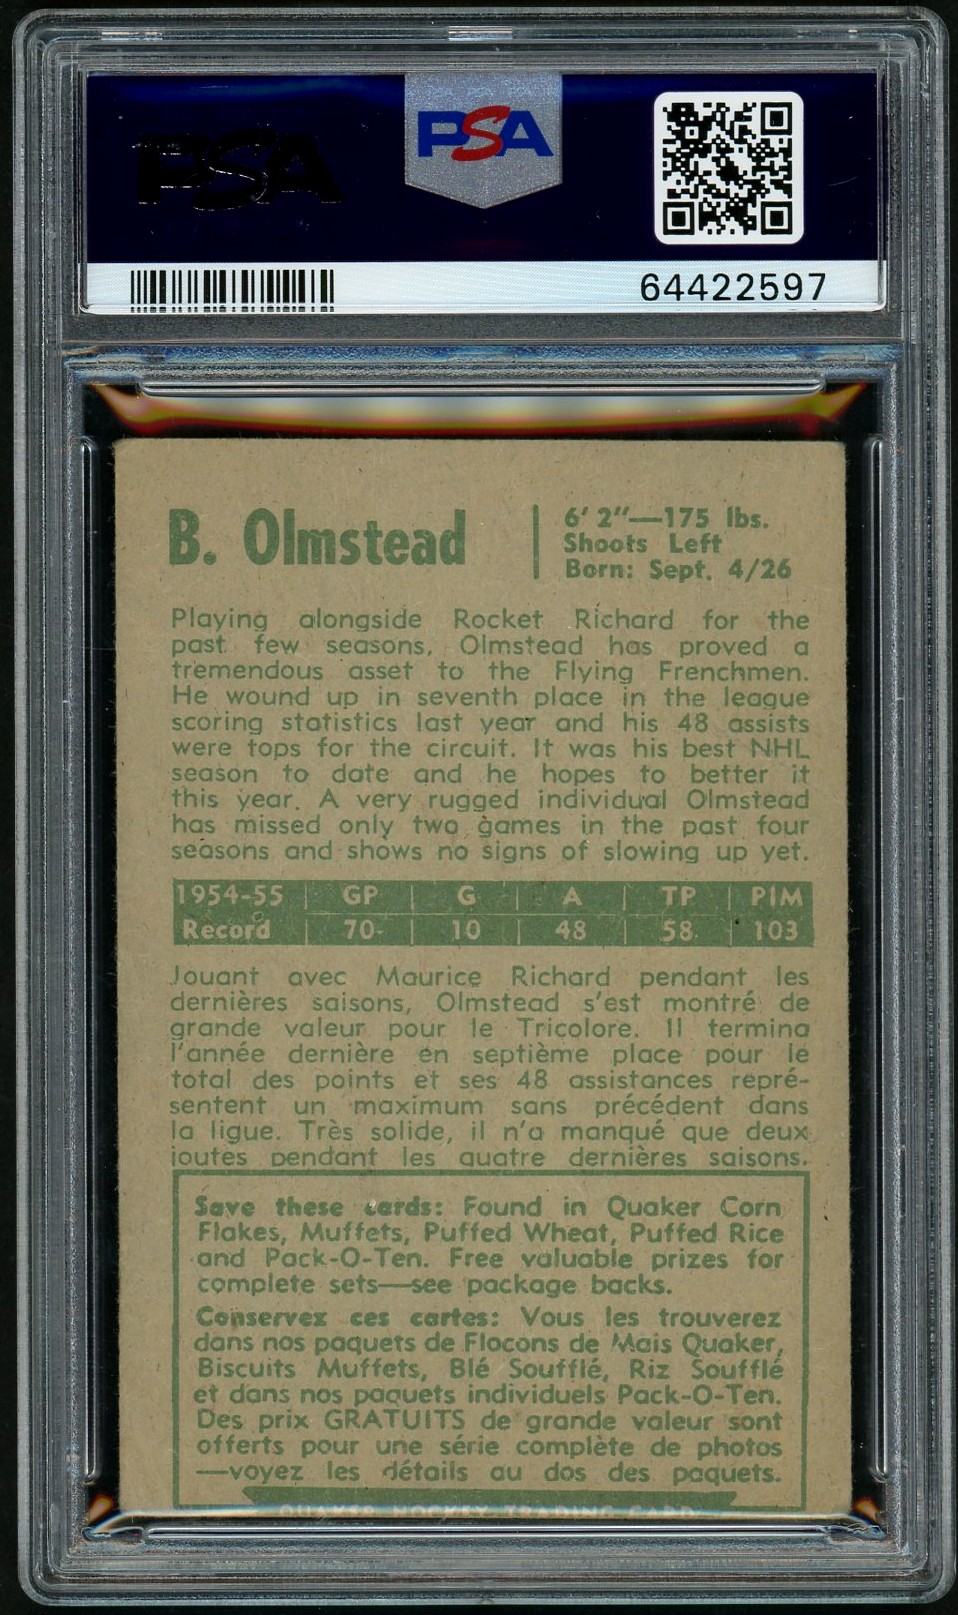 PSA
PSA
64422597
B. Olmstead
6' 2"—175 lbs.
Shoots Left
Born: Sept. 4/26
Playing alongside Rocket Richard for the
past few seasons, Olmstead has proved a
tremendous asset to the Flying Frenchmen.
He wound up in seventh place in the league
scoring statistics last year and his 48 assists
were tops for the circuit. It was his best NHL
season to date and he hopes to better it
this year. A very rugged individual Olmstead
has missed only two games in the past four
seasons and shows no signs of slowing up yet.
1954-55 GP G A TP PIM
Record 70 10 48 58 103
Jouant avec Maurice Richard pendant les
dernières saisons, Olmstead s'est montré de
grande valeur pour le Tricolore. Il termina
l'année dernière en septième place pour le
total des points et ses 48 assistances repré-
sentent un maximum sans précédent dans
la ligue. Très solide, il n'a manqué que deux
joutes pendant les quatre dernières saisons.
Save these cards: Found in Quaker Corn
Flakes, Muffets, Puffed Wheat, Puffed Rice
and Pack-O-Ten. Free valuable prizes for
complete sets—see package backs.
Conservez ces cartes: Vous les trouverez
dans nos paquets de Flocons de Mais Quaker,
Biscuits Muffets, Blé Soufflé, Riz Soufflé
et dans nos paquets individuels Pack-O-Ten.
Des prix GRATUITS de grande valeur sont
offerts pour une série complète de photos
—voyez les détails au dos des paquets.
QUAKER HOCKEY TRADING CARD